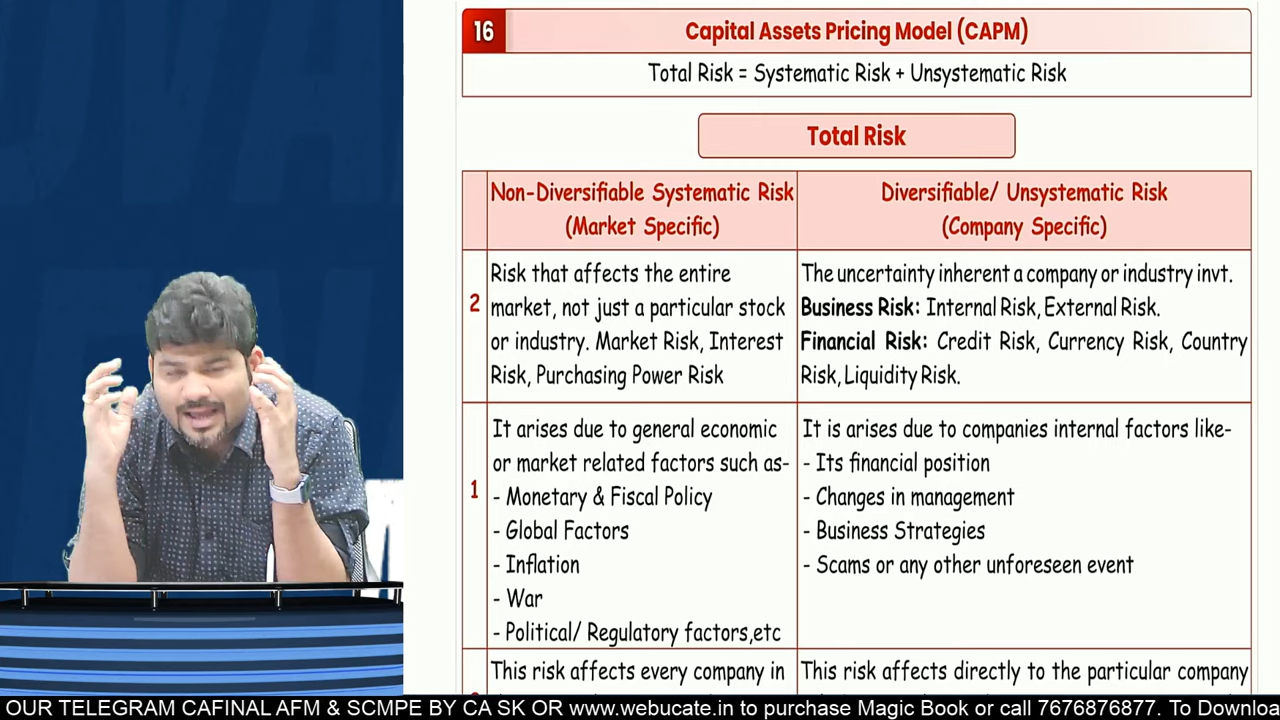 16 Capital Assets Pricing Model (CAPM)
Total Risk = Systematic Risk + Unsystematic Risk
Total Risk
Non-Diversifiable Systematic Risk
(Market Specific)
Diversifiable/ Unsystematic Risk
(Company Specific)
2
Risk that affects the entire
market, not just a particular stock
or industry. Market Risk, Interest
Risk, Purchasing Power Risk
The uncertainty inherent a company or industry invt.
Business Risk: Internal Risk, External Risk.
Financial Risk: Credit Risk, Currency Risk, Country
Risk, Liquidity Risk.
1
It arises due to general economic
or market related factors such as-
- Monetary & Fiscal Policy
- Global Factors
- Inflation
- War
- Political/ Regulatory factors,etc
It is arises due to companies internal factors like-
- Its financial position
- Changes in management
- Business Strategies
- Scams or any other unforeseen event
This risk affects every company in
This risk affects directly to the particular company
OUR TELEGRAM CAFINAL AFM & SCMPE BY CA SK OR www.webucate.in to purchase Magic Book or call 7676876877. To Downloa